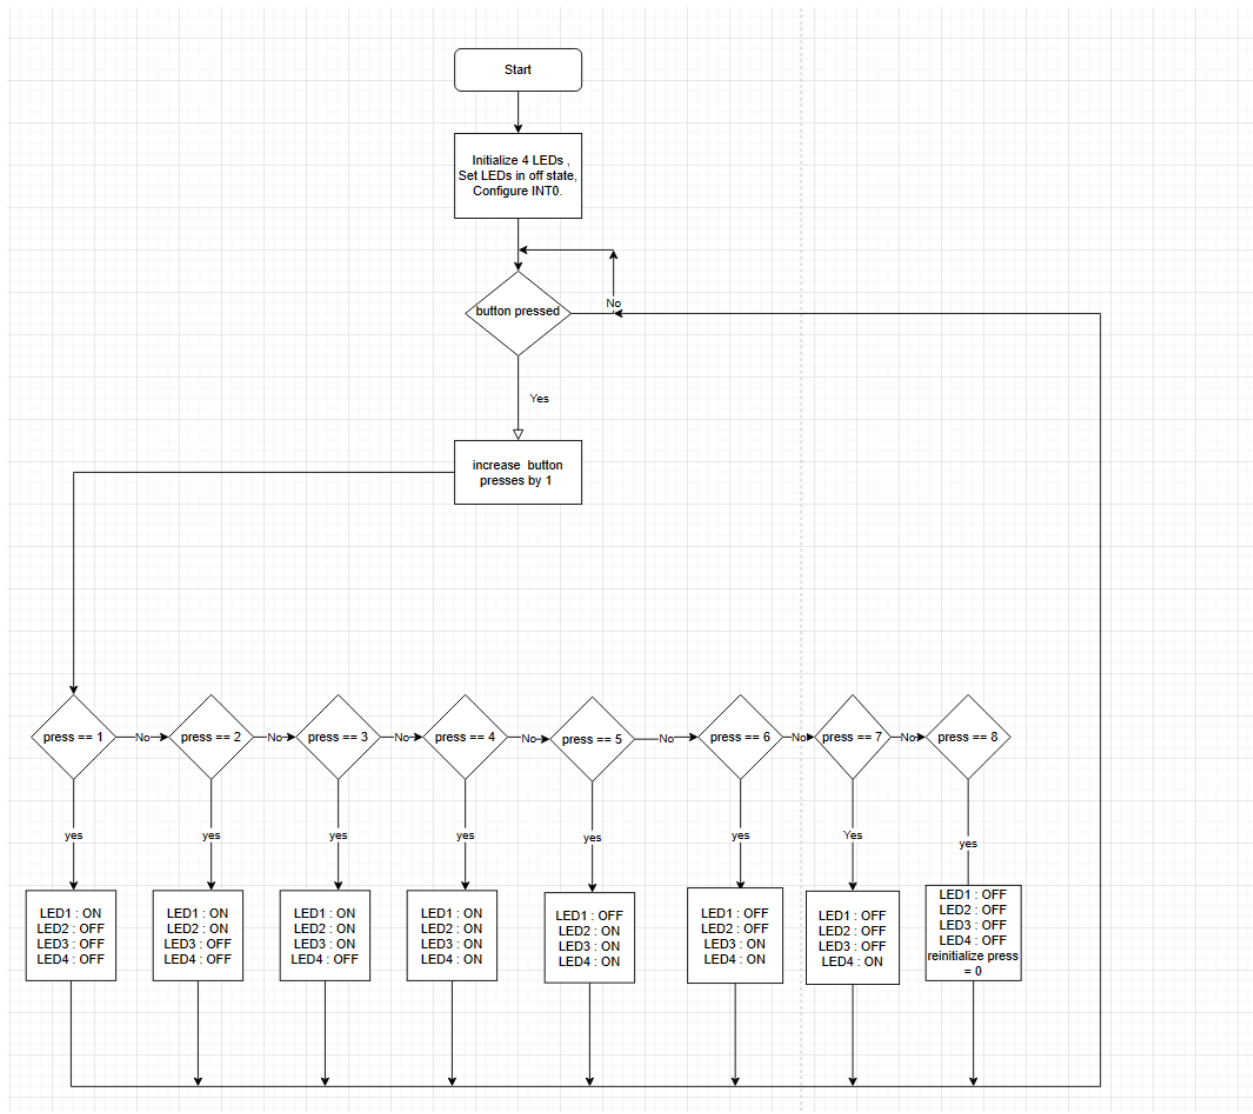 Start
Initialize 4 LEDs ,
Set LEDs in off state,
Configure INT0.
No
button pressed
Yes
increase button
presses by 1
press == 1
No
press == 2
No
press == 3
No
press == 4
No
press == 5
No
press == 6
No
press == 7
No
press == 8
yes
yes
yes
yes
yes
yes
Yes
yes
LED1 : ON
LED2 : OFF
LED3 : OFF
LED4 : OFF
LED1 : ON
LED2 : ON
LED3 : OFF
LED4 : OFF
LED1 : ON
LED2 : ON
LED3 : ON
LED4 : OFF
LED1 : ON
LED2 : ON
LED3 : ON
LED4 : ON
LED1 : OFF
LED2 : ON
LED3 : ON
LED4 : ON
LED1 : OFF
LED2 : OFF
LED3 : ON
LED4 : ON
LED1 : OFF
LED2 : OFF
LED3 : OFF
LED4 : ON
LED1 : OFF
LED2 : OFF
LED3 : OFF
LED4 : OFF
reinitialize press
= 0